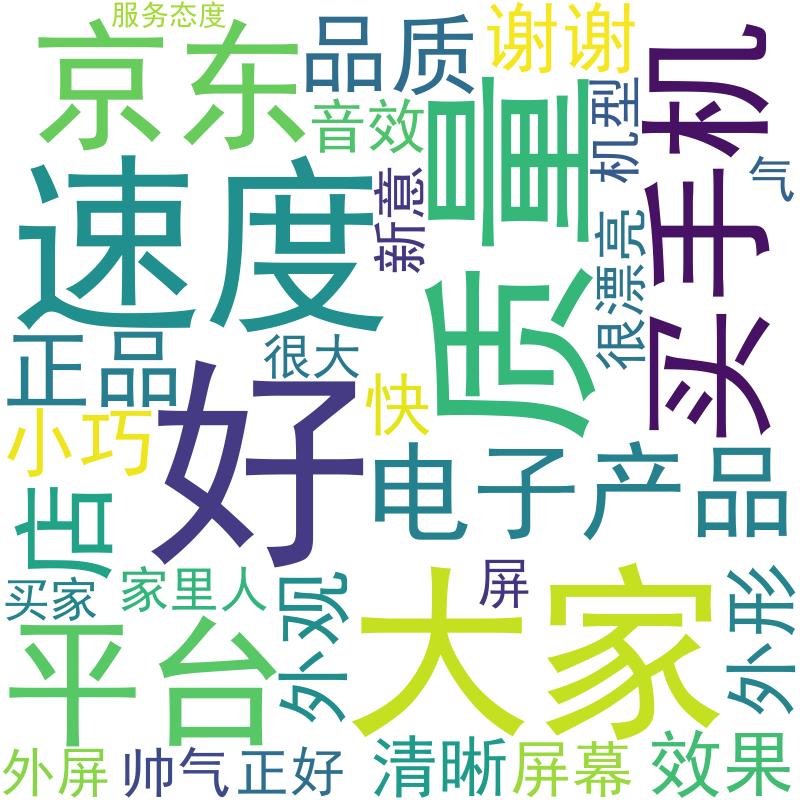 服务态度
京东
品质
谢谢
买手机
音效
质量
机型
气
速度
新意
很漂亮
正品
很大
好
快
小巧
电子产品
店
屏
买家
家里人
外观
大家
外形
平台
外屏
帅气
正好
清晰
屏幕
效果